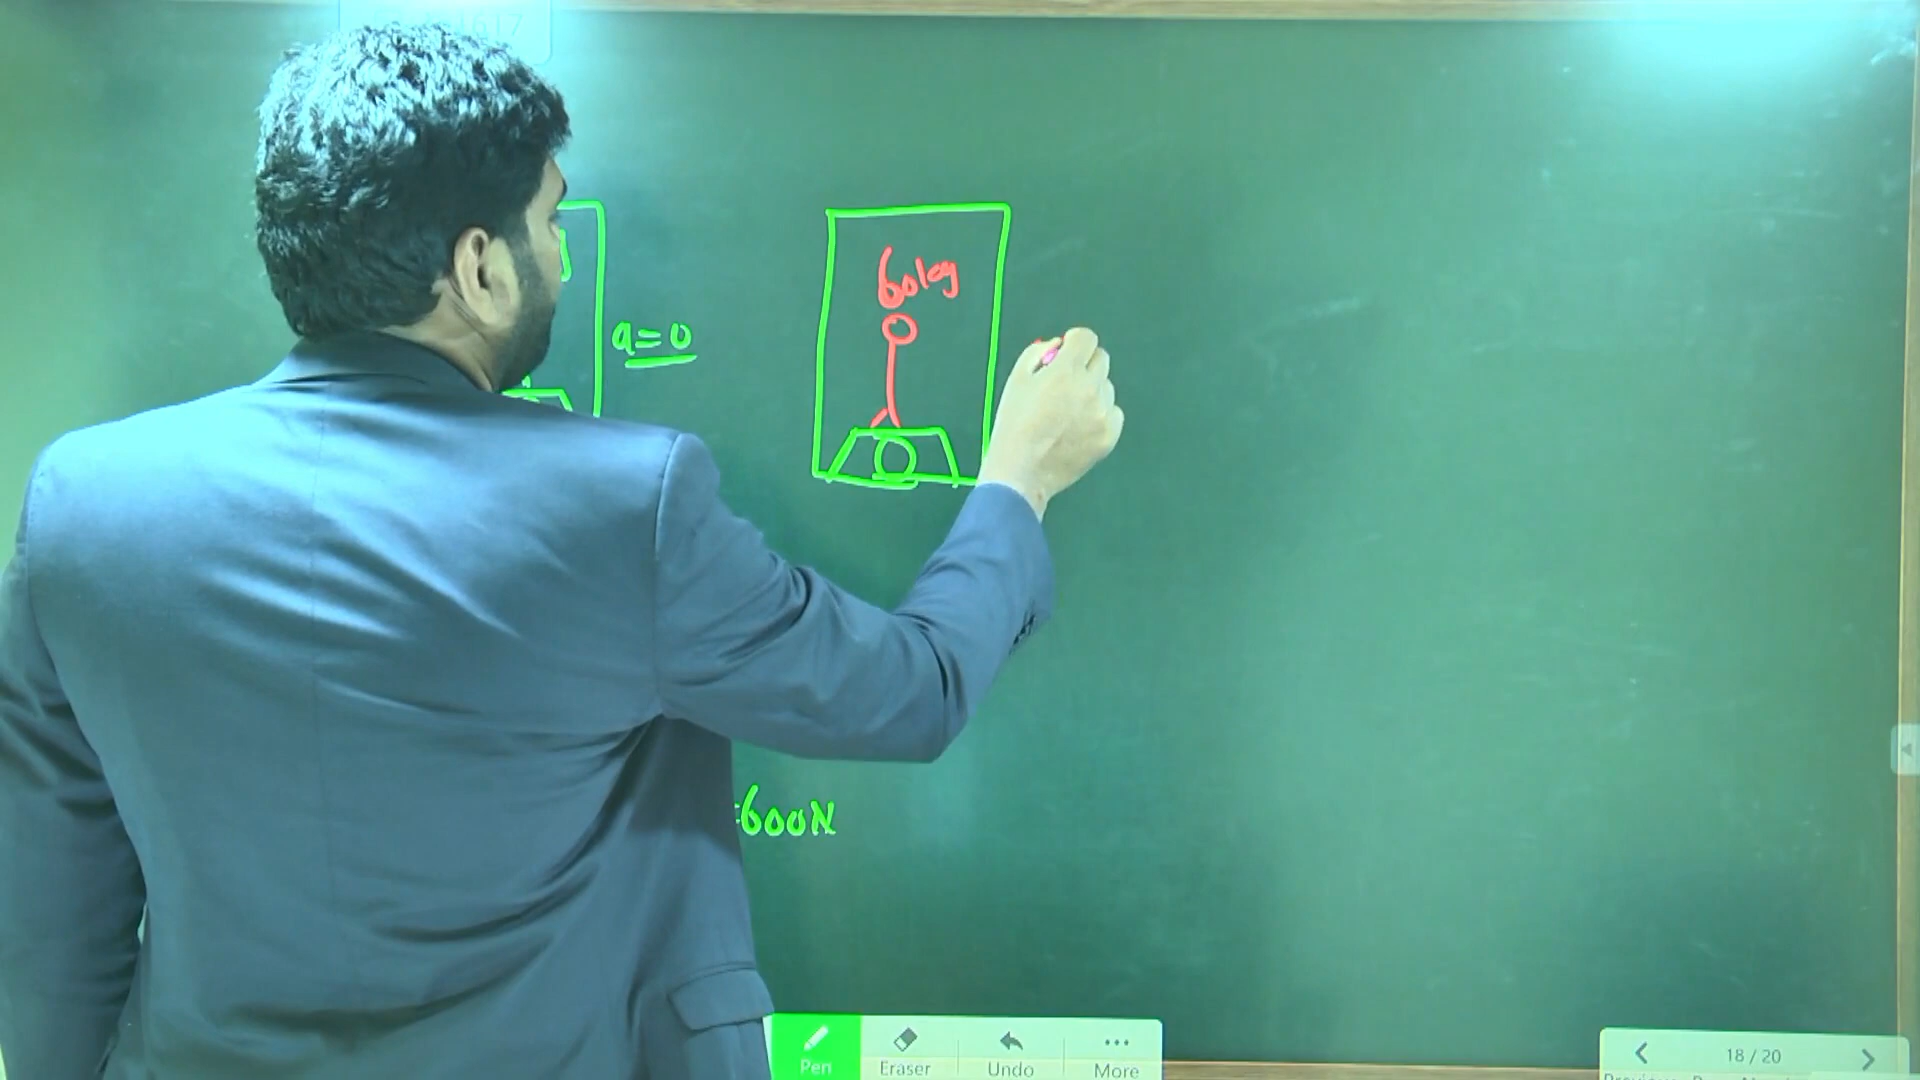 a=0
60kg
=600N
Pen
Eraser
Undo
More
18 / 20